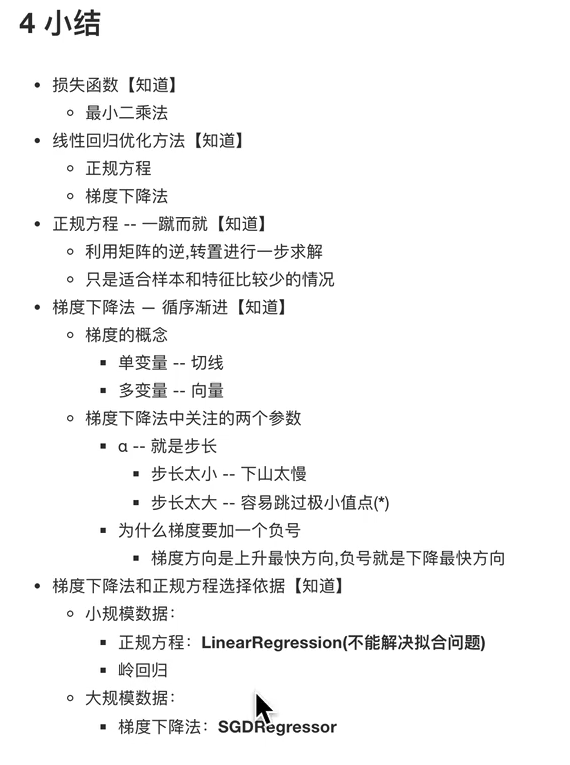 4 小结
损失函数【知道】
最小二乘法
线性回归优化方法【知道】
正规方程
梯度下降法
正规方程 -- 一蹴而就【知道】
利用矩阵的逆,转置进行一步求解
只是适合样本和特征比较少的情况
梯度下降法 — 循序渐进【知道】
梯度的概念
单变量 -- 切线
多变量 -- 向量
梯度下降法中关注的两个参数
α -- 就是步长
步长太小 -- 下山太慢
步长太大 -- 容易跳过极小值点(*)
为什么梯度要加一个负号
梯度方向是上升最快方向,负号就是下降最快方向
梯度下降法和正规方程选择依据【知道】
小规模数据：
正规方程：LinearRegression(不能解决拟合问题)
岭回归
大规模数据：
梯度下降法：SGDRegressor